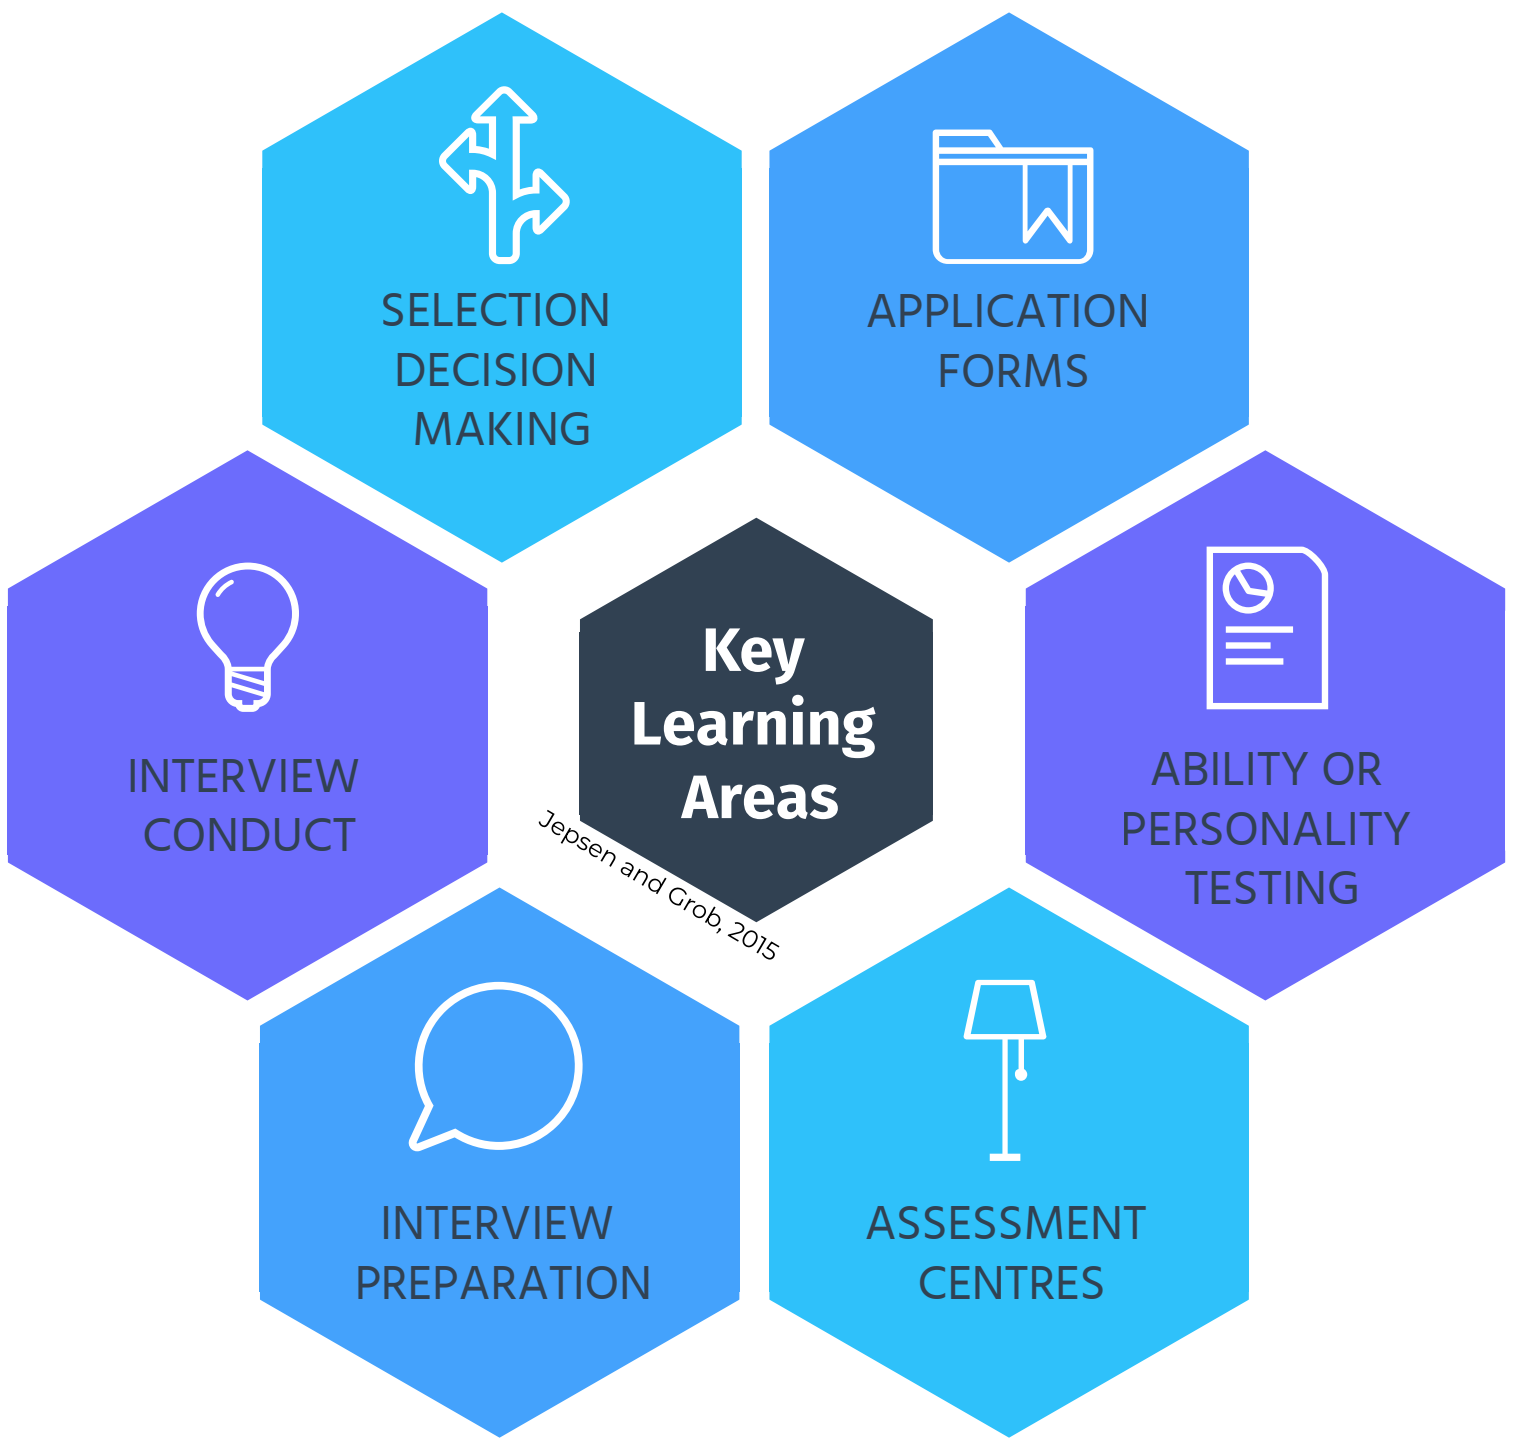 SELECTION
DECISION
MAKING
APPLICATION
FORMS
INTERVIEW
CONDUCT
Key
Learning
Areas
Jepsen and Grob, 2015
ABILITY OR
PERSONALITY
TESTING
INTERVIEW
PREPARATION
ASSESSMENT
CENTRES